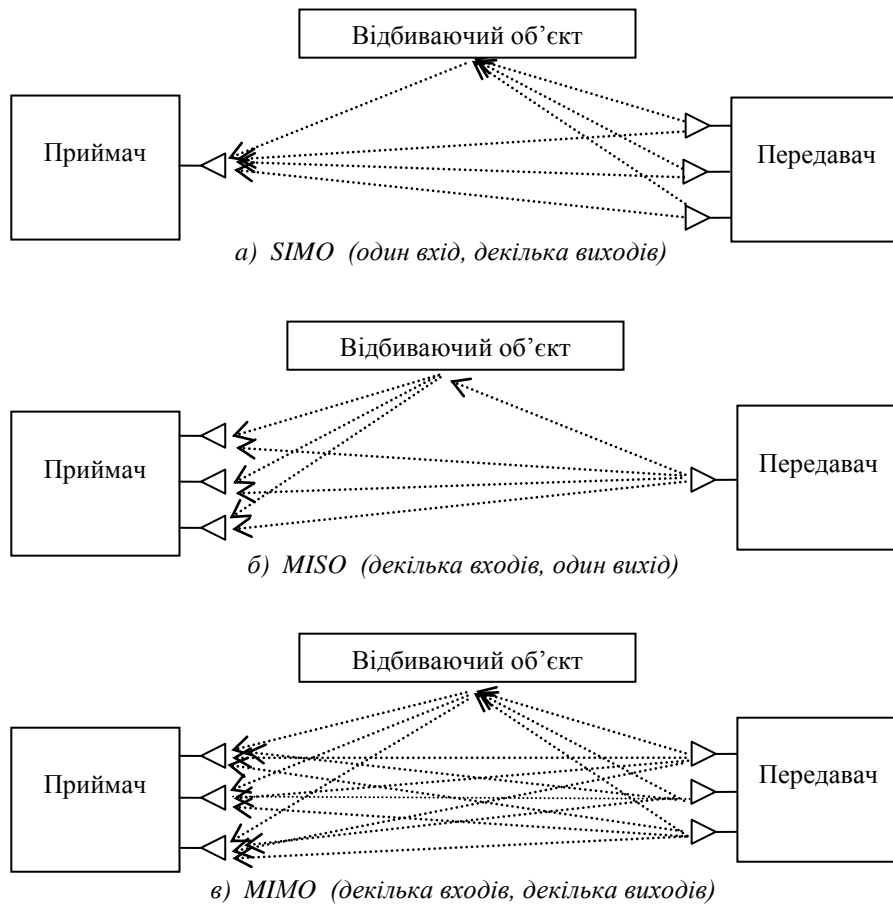 Відбиваючий об’єкт
Приймач
Передавач
а) SIMO (один вхід, декілька виходів)
Відбиваючий об’єкт
Приймач
Передавач
б) MISO (декілька входів, один вихід)
Відбиваючий об’єкт
Приймач
Передавач
в) MIMO (декілька входів, декілька виходів)